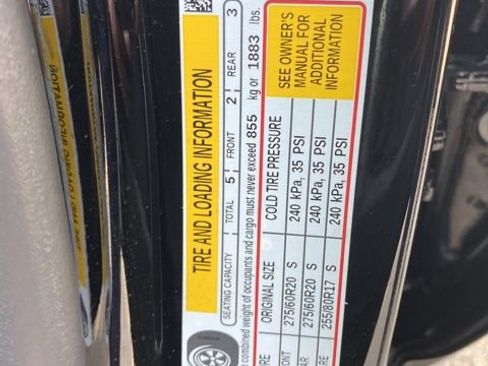 TIRE AND LOADING INFORMATION
SEATING CAPACITY TOTAL 5 FRONT 2 REAR 3
combined weight of occupants and cargo must never exceed 855 kg or 1883 lbs.
ORIGINAL SIZE COLD TIRE PRESSURE
275/60R20 S 240 kPa, 35 PSI
275/60R20 S 240 kPa, 35 PSI
255/80R17 S 240 kPa, 35 PSI
SEE OWNER'S
MANUAL FOR
ADDITIONAL
INFORMATION